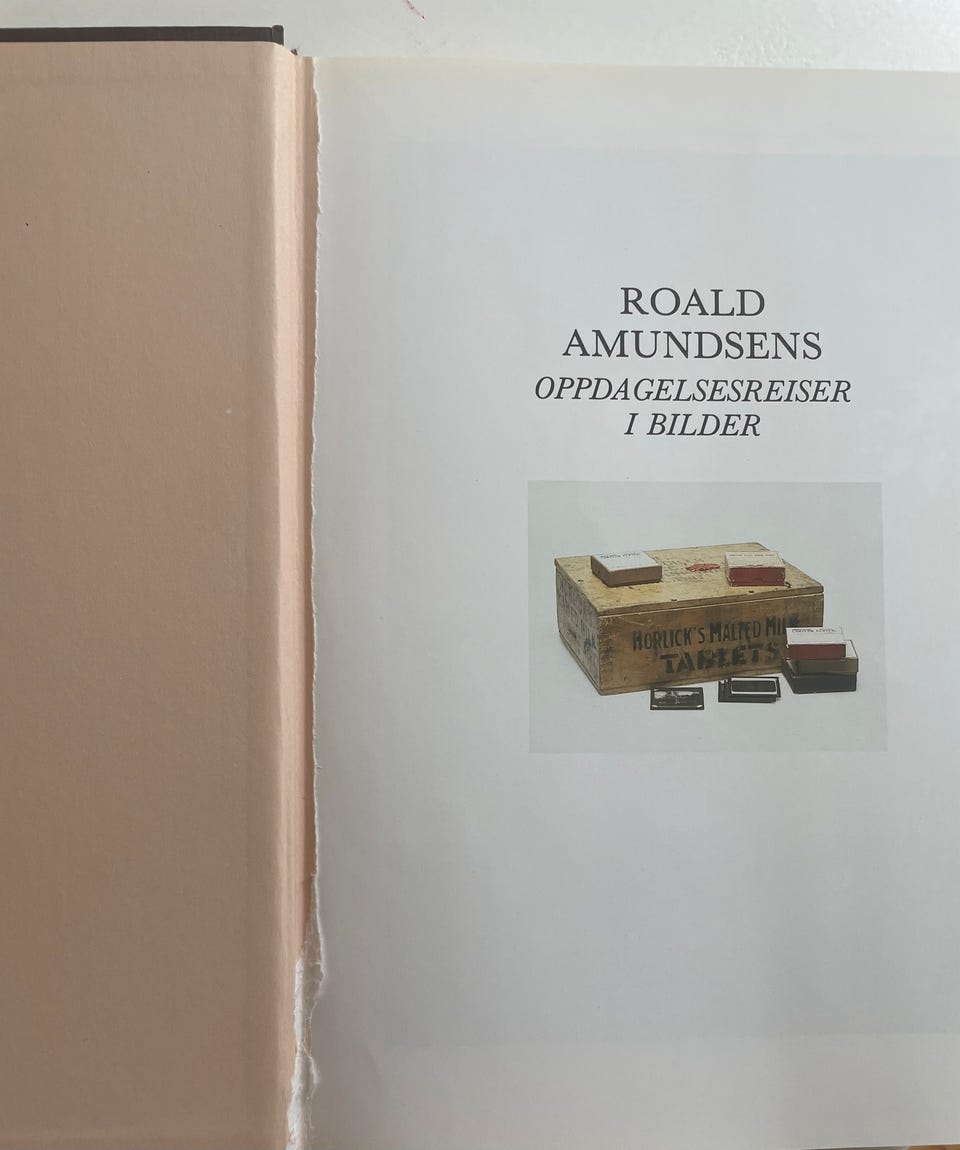 ROALD
AMUNDSENS
OPPDAGELSESREISER
I BILDER
HORLICK'S MALTED MILK
TABLETS